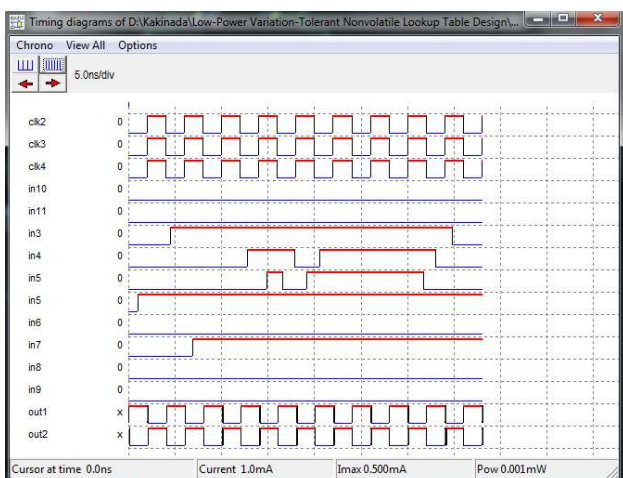 Timing diagrams of D:\Kakinada\Low-Power Variation-Tolerant Nonvolatile Lookup Table Design\...
Chrono View All Options
5.0ns/div
clk2 0
clk3 0
clk4 0
in10 0
in11 0
in3 0
in4 0
in5 0
in5 0
in6 0
in7 0
in8 0
in9 0
out1 x
out2 x
Cursor at time 0.0ns Current 1.0mA Imax 0.500mA Pow 0.001mW